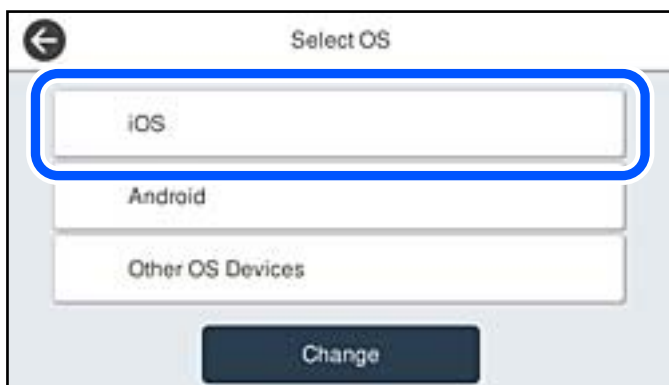 Select OS
iOS
Android
Other OS Devices
Change